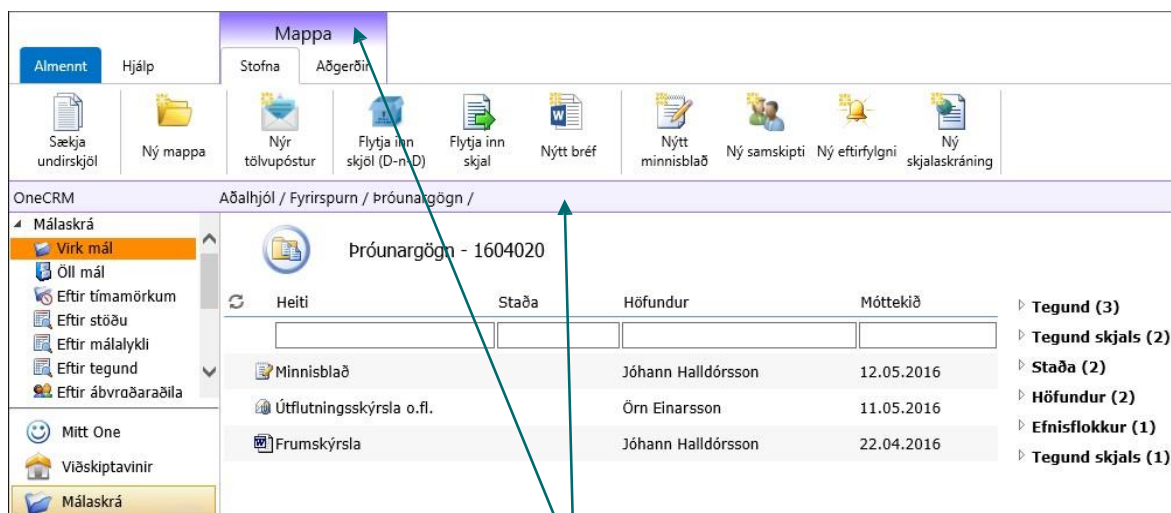 Mappa
Almennt Hjálp Stofna Aðgerðir
Sækja undirskjöl
Ný mappa
Nýr tölvupóstur
Flytja inn skjöl (D-n-D)
Flytja inn skjal
Nýtt bréf
Nýtt minnisblað
Ný samskipti
Ný eftirfylgni
Ný skjalaskráning
OneCRM
Aðalhjól / Fyrirspurn / Þróunargögn /
Málaskrá
Virk mál
Öll mál
Eftir tímamörkum
Eftir stöðu
Eftir málalykli
Eftir tegund
Eftir ábyrgðaraðila
Mitt One
Viðskiptavinir
Málaskrá
Þróunargögn - 1604020
Heiti Staða Höfundur Móttekið
Minnisblað Jóhann Halldórsson 12.05.2016
Útflutningsskýrsla o.fl. Örn Einarsson 11.05.2016
Frumskýrsla Jóhann Halldórsson 22.04.2016
Tegund (3)
Tegund skjals (2)
Staða (2)
Höfundur (2)
Efnisflokkur (1)
Tegund skjals (1)